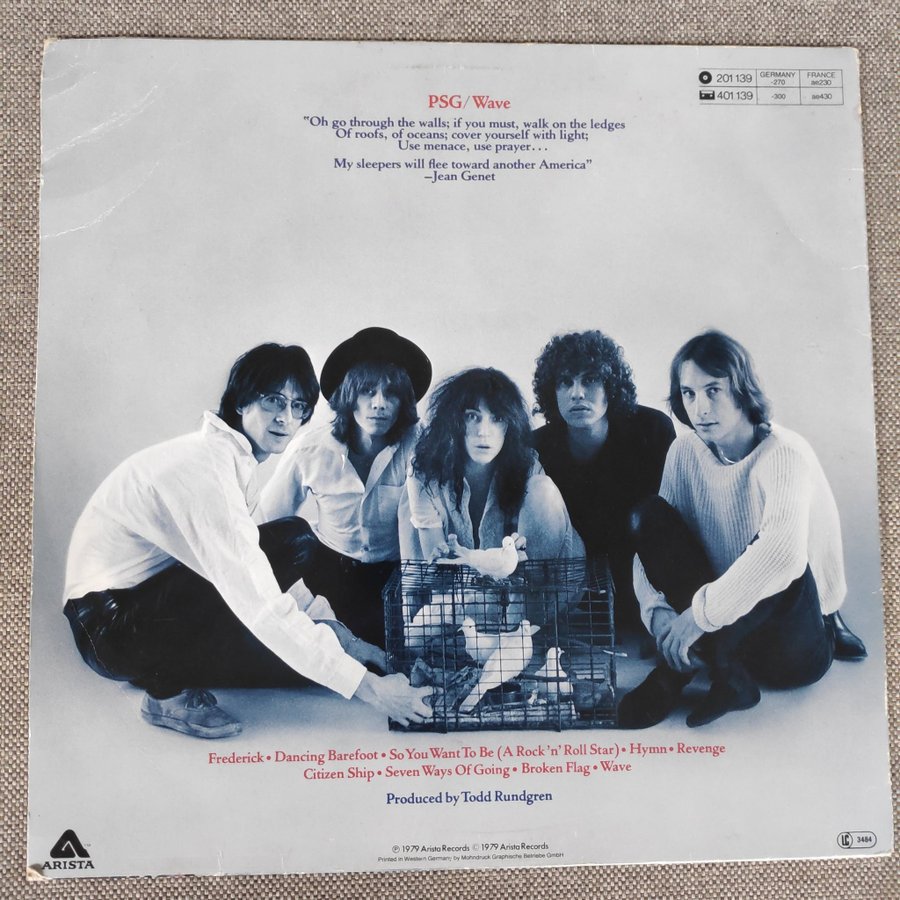 201 139 GERMANY -270 FRANCE ae230
401.139 -300 ae430
PSG/Wave
"Oh go through the walls; if you must, walk on the ledges
Of roofs, of oceans; cover yourself with light;
Use menace, use prayer...
My sleepers will flee toward another America"
–Jean Genet
Frederick • Dancing Barefoot • So You Want To Be (A Rock 'n' Roll Star) • Hymn • Revenge
Citizen Ship • Seven Ways Of Going • Broken Flag • Wave
Produced by Todd Rundgren
ARISTA
℗ 1979 Arista Records © 1979 Arista Records
Printed in Western Germany by Mohndruck Graphische Betriebe GmbH
LC 3484